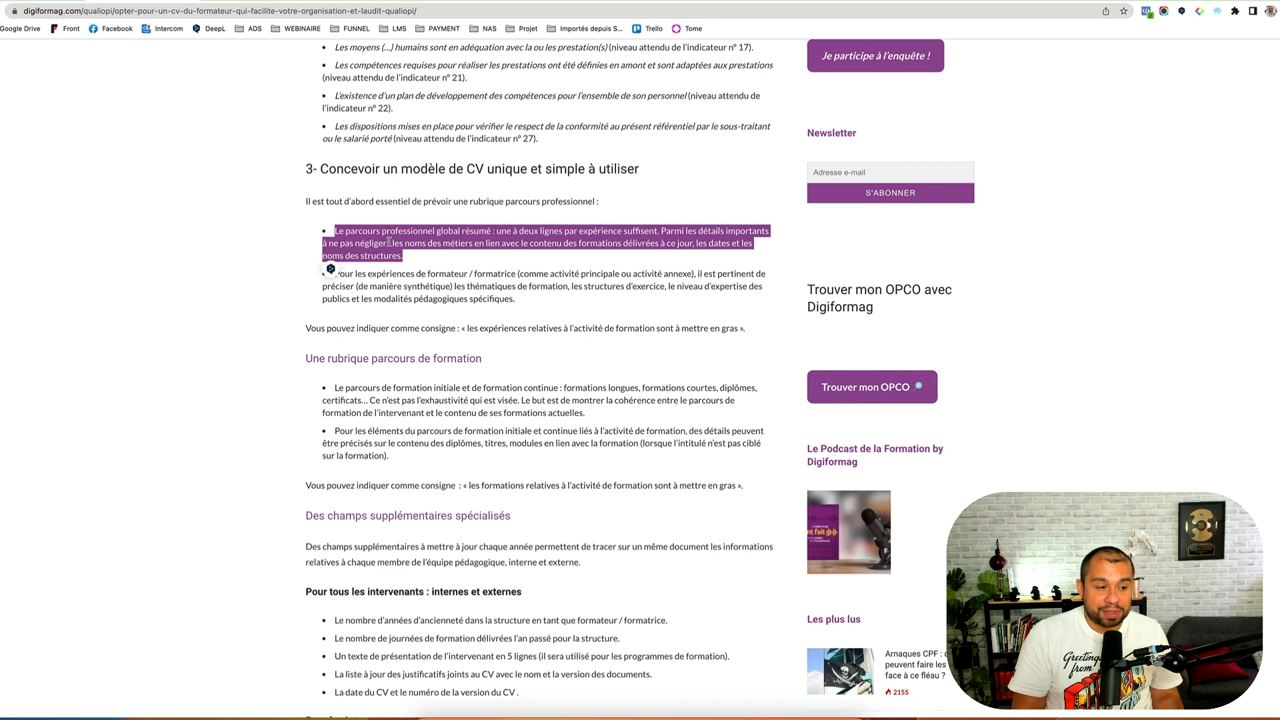 digiformag.com/qualiopi/opter-pour-un-cv-du-formateur-qui-facilite-votre-organisation-et-laudit-qualiopi/
Google Drive
Front
Facebook
Intercom
DeepL
ADS
WEBINAIRE
FUNNEL
PAYMENT
LMS
NAS
Projet
Importés depuis S...
Trello
Tome
• Les moyens (…) humains sont en adéquation avec la ou les prestation(s) (niveau attendu de l'indicateur n° 17).
• Les compétences requises pour réaliser les prestations ont été définies en amont et sont adaptées aux prestations
(niveau attendu de l'indicateur n° 21).
• L'existence d'un plan de développement des compétences pour l'ensemble de son personnel (niveau attendu de
l'indicateur n° 22).
• Les dispositions mises en place pour vérifier le respect de la conformité au présent référentiel par le sous-traitant
ou le salarié porté (niveau attendu de l'indicateur n° 27).
3- Concevoir un modèle de CV unique et simple à utiliser
Il est tout d'abord essentiel de prévoir une rubrique parcours professionnel :
• Le parcours professionnel global résumé : une à deux lignes par expérience suffisent. Parmi les détails importants
à ne pas négliger : les noms des métiers en lien avec le contenu des formations délivrées à ce jour, les dates et les
noms des structures.
• Pour les expériences de formateur / formatrice (comme activité principale ou activité annexe), il est pertinent de
préciser (de manière synthétique) les thématiques de formation, les structures d'exercice, le niveau d'expertise des
publics et les modalités pédagogiques spécifiques.
Vous pouvez indiquer comme consigne : « les expériences relatives à l'activité de formation sont à mettre en gras ».
Une rubrique parcours de formation
• Le parcours de formation initiale et de formation continue : formations longues, formations courtes, diplômes,
certificats… Ce n'est pas l'exhaustivité qui est visée. Le but est de montrer la cohérence entre le parcours de
formation de l'intervenant et le contenu de ses formations actuelles.
• Pour les éléments du parcours de formation initiale et continue liés à l'activité de formation, des détails peuvent
être précisés sur le contenu des diplômes, titres, modules en lien avec la formation (lorsque l'intitulé n'est pas ciblé
sur la formation).
Vous pouvez indiquer comme consigne : « les formations relatives à l'activité de formation sont à mettre en gras ».
Des champs supplémentaires spécialisés
Des champs supplémentaires à mettre à jour chaque année permettent de tracer sur un même document les informations
relatives à chaque membre de l'équipe pédagogique, interne et externe.
Pour tous les intervenants : internes et externes
• Le nombre d'années d'ancienneté dans la structure en tant que formateur / formatrice.
• Le nombre de journées de formation délivrées l'an passé pour la structure.
• Un texte de présentation de l'intervenant en 5 lignes (il sera utilisé pour les programmes de formation).
• La liste à jour des justificatifs joints au CV avec le nom et la version des documents.
• La date du CV et le numéro de la version du CV .
Je participe à l'enquête !
Newsletter
Adresse e-mail
S'ABONNER
Trouver mon OPCO avec
Digiformag
Trouver mon OPCO
Le Podcast de la Formation by
Digiformag
Les plus lus
Arnaques CPF :
peuvent faire les
face à ce fléau ?
2155
Greetings
from